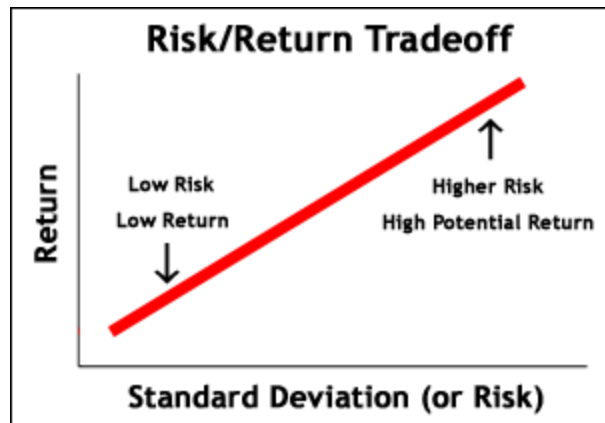 Risk/Return Tradeoff
Return
Low Risk
Low Return
Higher Risk
High Potential Return
Standard Deviation (or Risk)